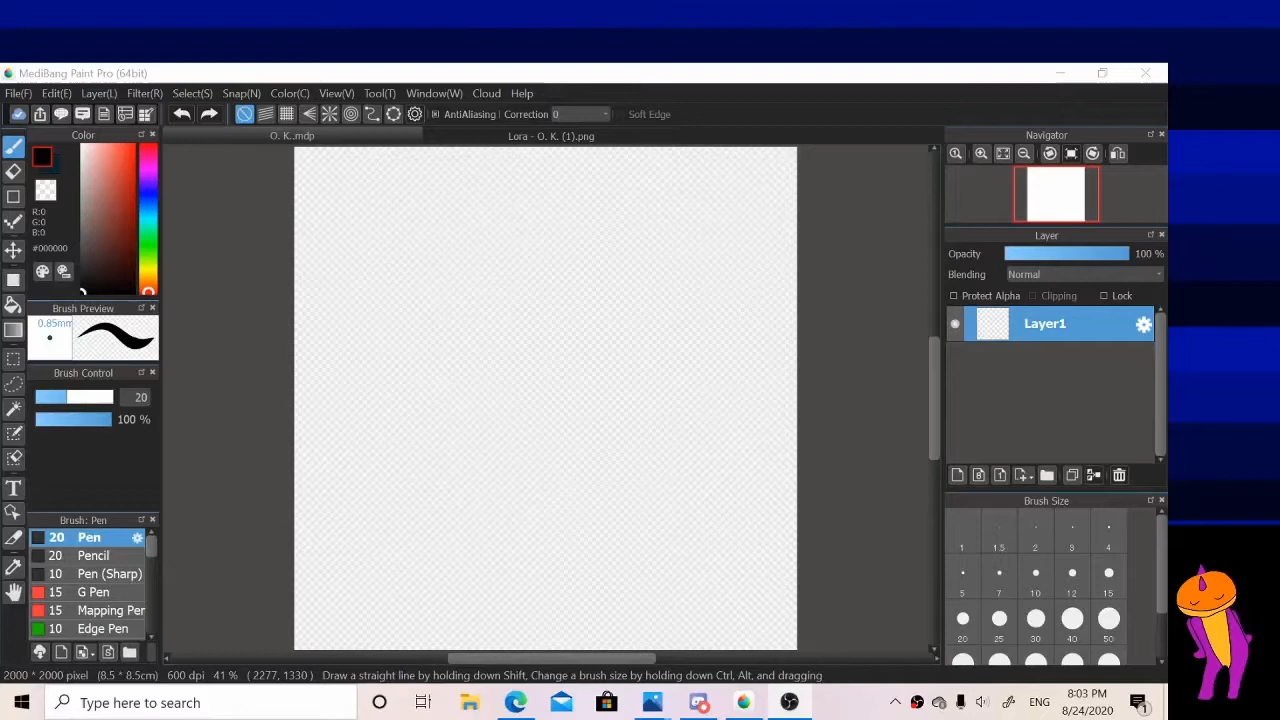 MediBang Paint Pro (64bit)
File(F) Edit(E) Layer(L) Filter(R) Select(S) Snap(N) Color(C) View(V) Tool(T) Window(W) Cloud Help
AntiAliasing Correction 0 Soft Edge
Color
O. K..mdp
Lora - O. K. (1).png
Navigator
R:0
G:0
B:0
#000000
Layer
Opacity 100 %
Blending Normal
Protect Alpha Clipping Lock
Layer1
Brush Preview
0.85mm
Brush Control
20
100 %
Brush: Pen
20 Pen
20 Pencil
10 Pen (Sharp)
15 G Pen
15 Mapping Pen
10 Edge Pen
Brush Size
1 1.5 2 3 4
5 7 10 12 15
20 25 30 40 50
2000 * 2000 pixel (8.5 * 8.5cm) 600 dpi 41 % ( 2277, 1330 ) Draw a straight line by holding down Shift, Change a brush size by holding down Ctrl, Alt, and dragging
Type here to search
ENG
8:03 PM
8/24/2020
1